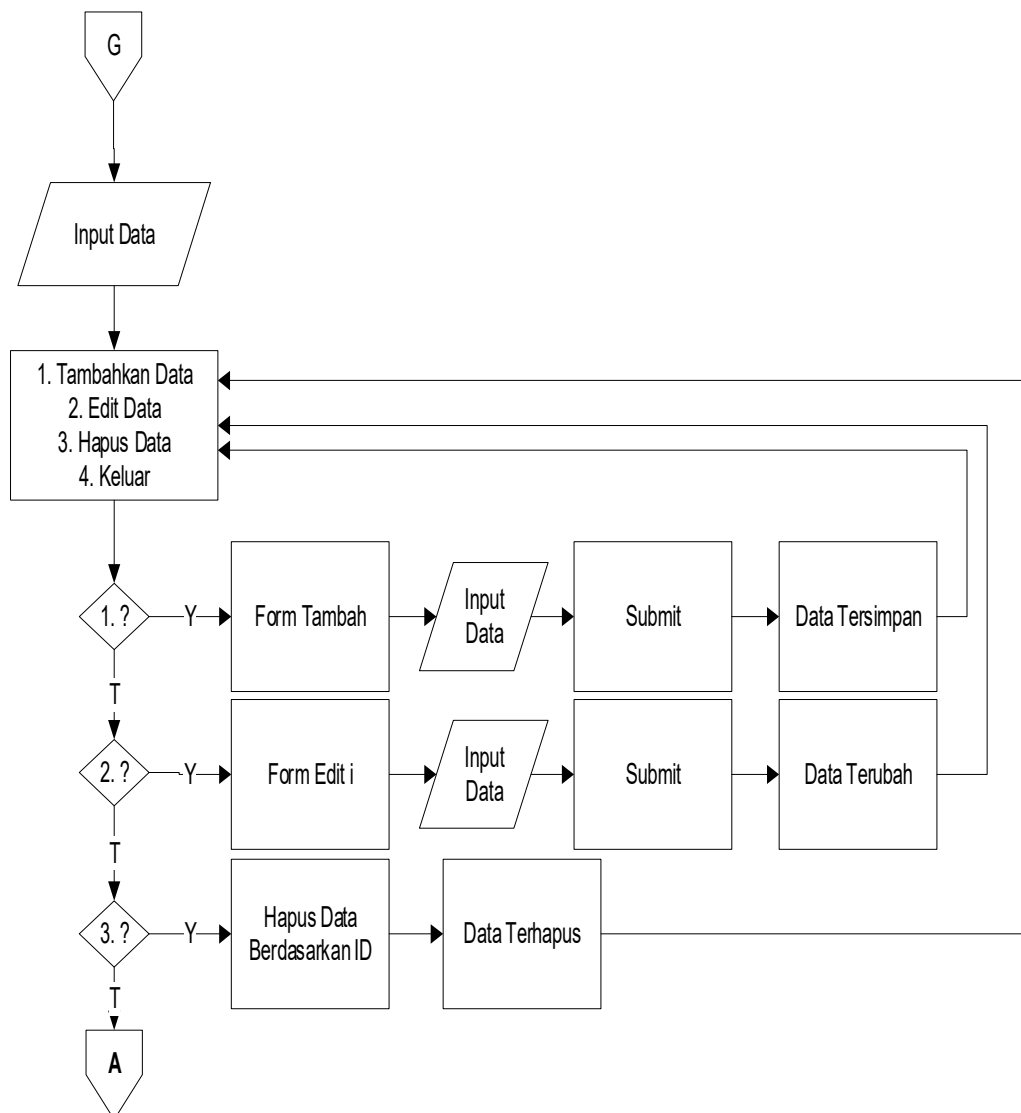 G
Input Data
1. Tambahkan Data
2. Edit Data
3. Hapus Data
4. Keluar
1. ?
Y
Form Tambah
Input
Data
Submit
Data Tersimpan
T
2. ?
Y
Form Edit i
Input
Data
Submit
Data Terubah
T
3. ?
Y
Hapus Data
Berdasarkan ID
Data Terhapus
T
A